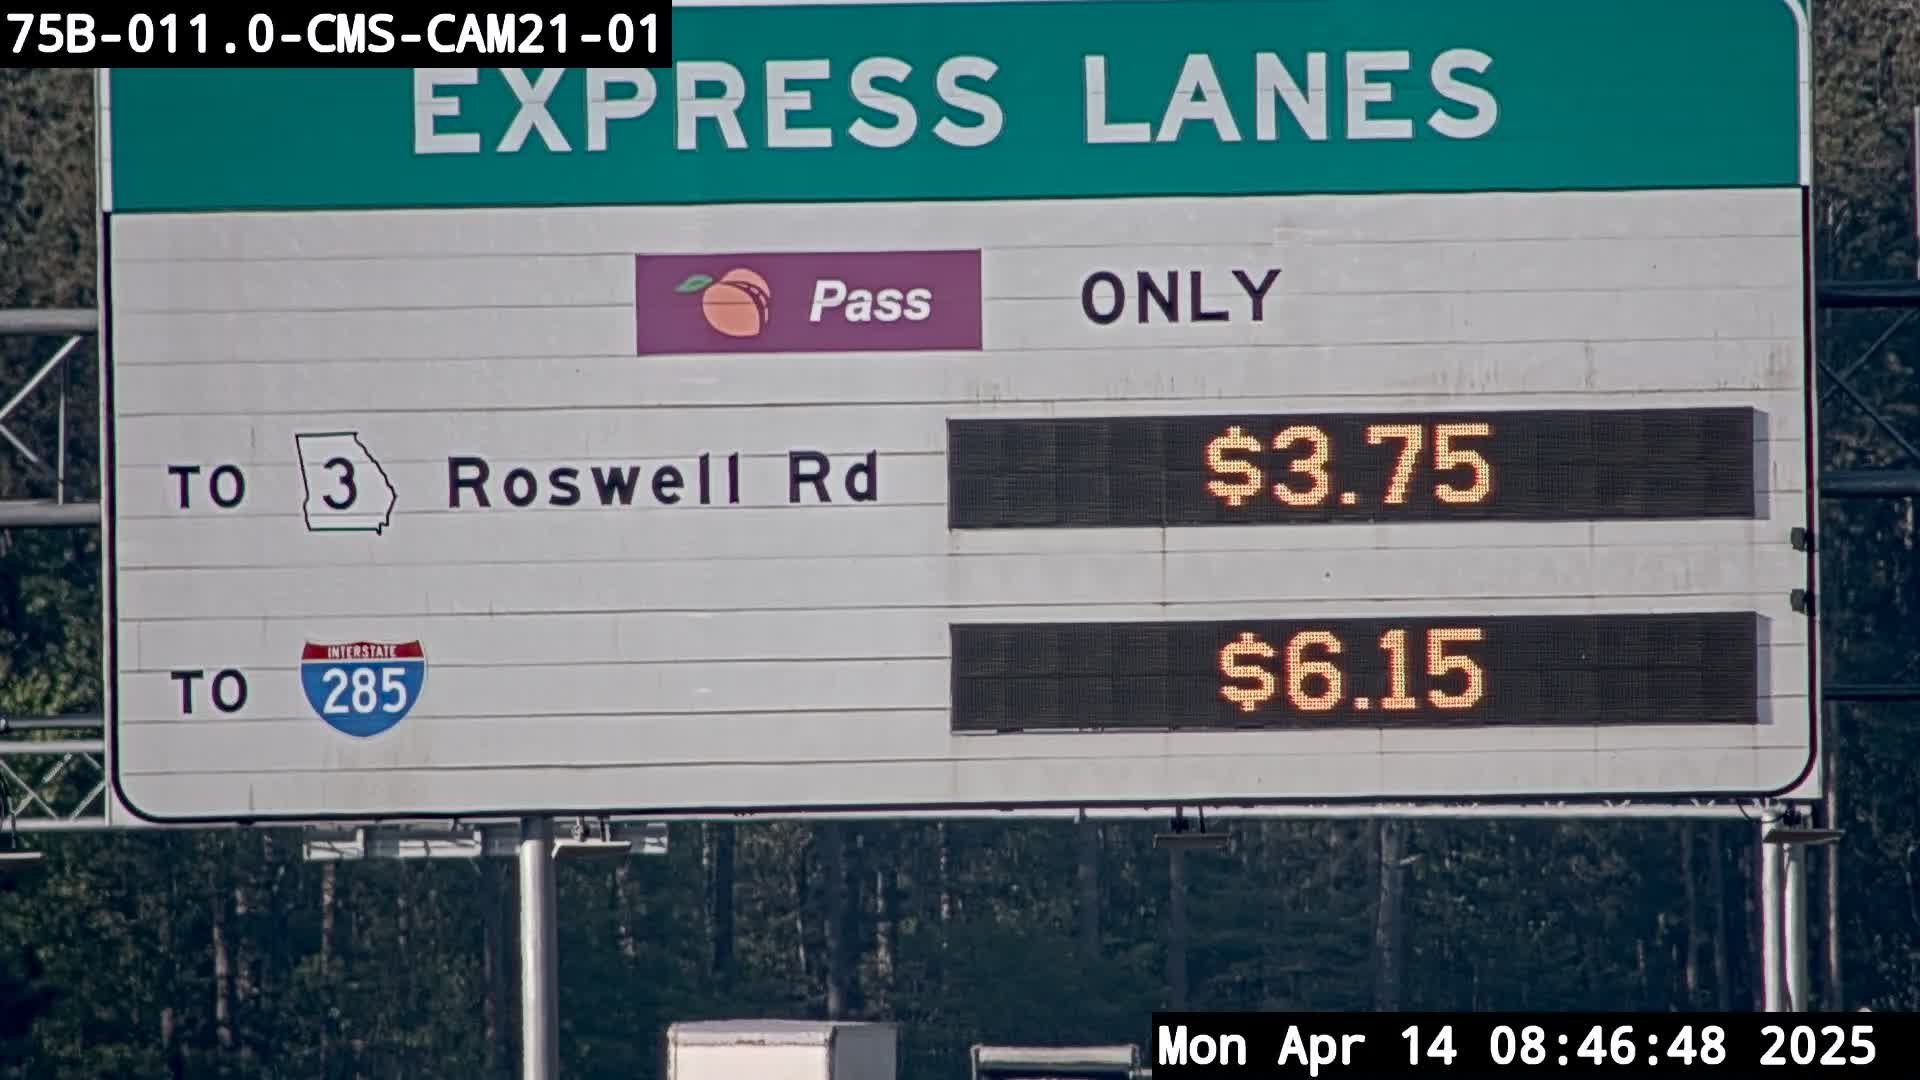 75B-011.0-CMS-CAM21-01
EXPRESS LANES
Pass ONLY
TO 3 Roswell Rd $3.75
INTERSTATE
TO 285 $6.15
Mon Apr 14 08:46:48 2025